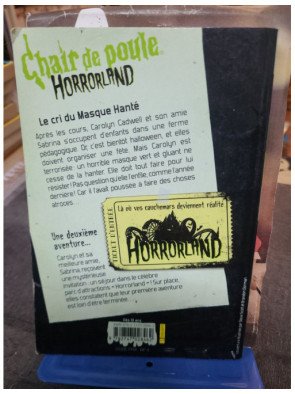 Chair de poule
HORRORLAND
Le cri du Masque Hanté
Après les cours, Carolyn Cadwell et son amie
Sabrina s'occupent d'enfants dans une ferme
pédagogique. Or, c'est bientôt halloween, et elles
doivent organiser une fête. Mais Carolyn est
terrorisée: un horrible masque vert et gluant ne
cesse de la hanter. Elle doit tout faire pour lui
résister! Pas question qu'elle l'enfile, comme l'année
dernière! Car il l'avait poussée à faire des choses
atroces...
Là où vos cauchemars deviennent réalité
HORRORLAND
Une deuxième
aventure...
Carolyn et sa
meilleure amie,
Sabrina, reçoivent
une mystérieuse
invitation: un séjour dans le célèbre
parc d'attractions « Horrorland » ! Sur place,
elles constatent que leur première aventure
est loin d'être terminée...